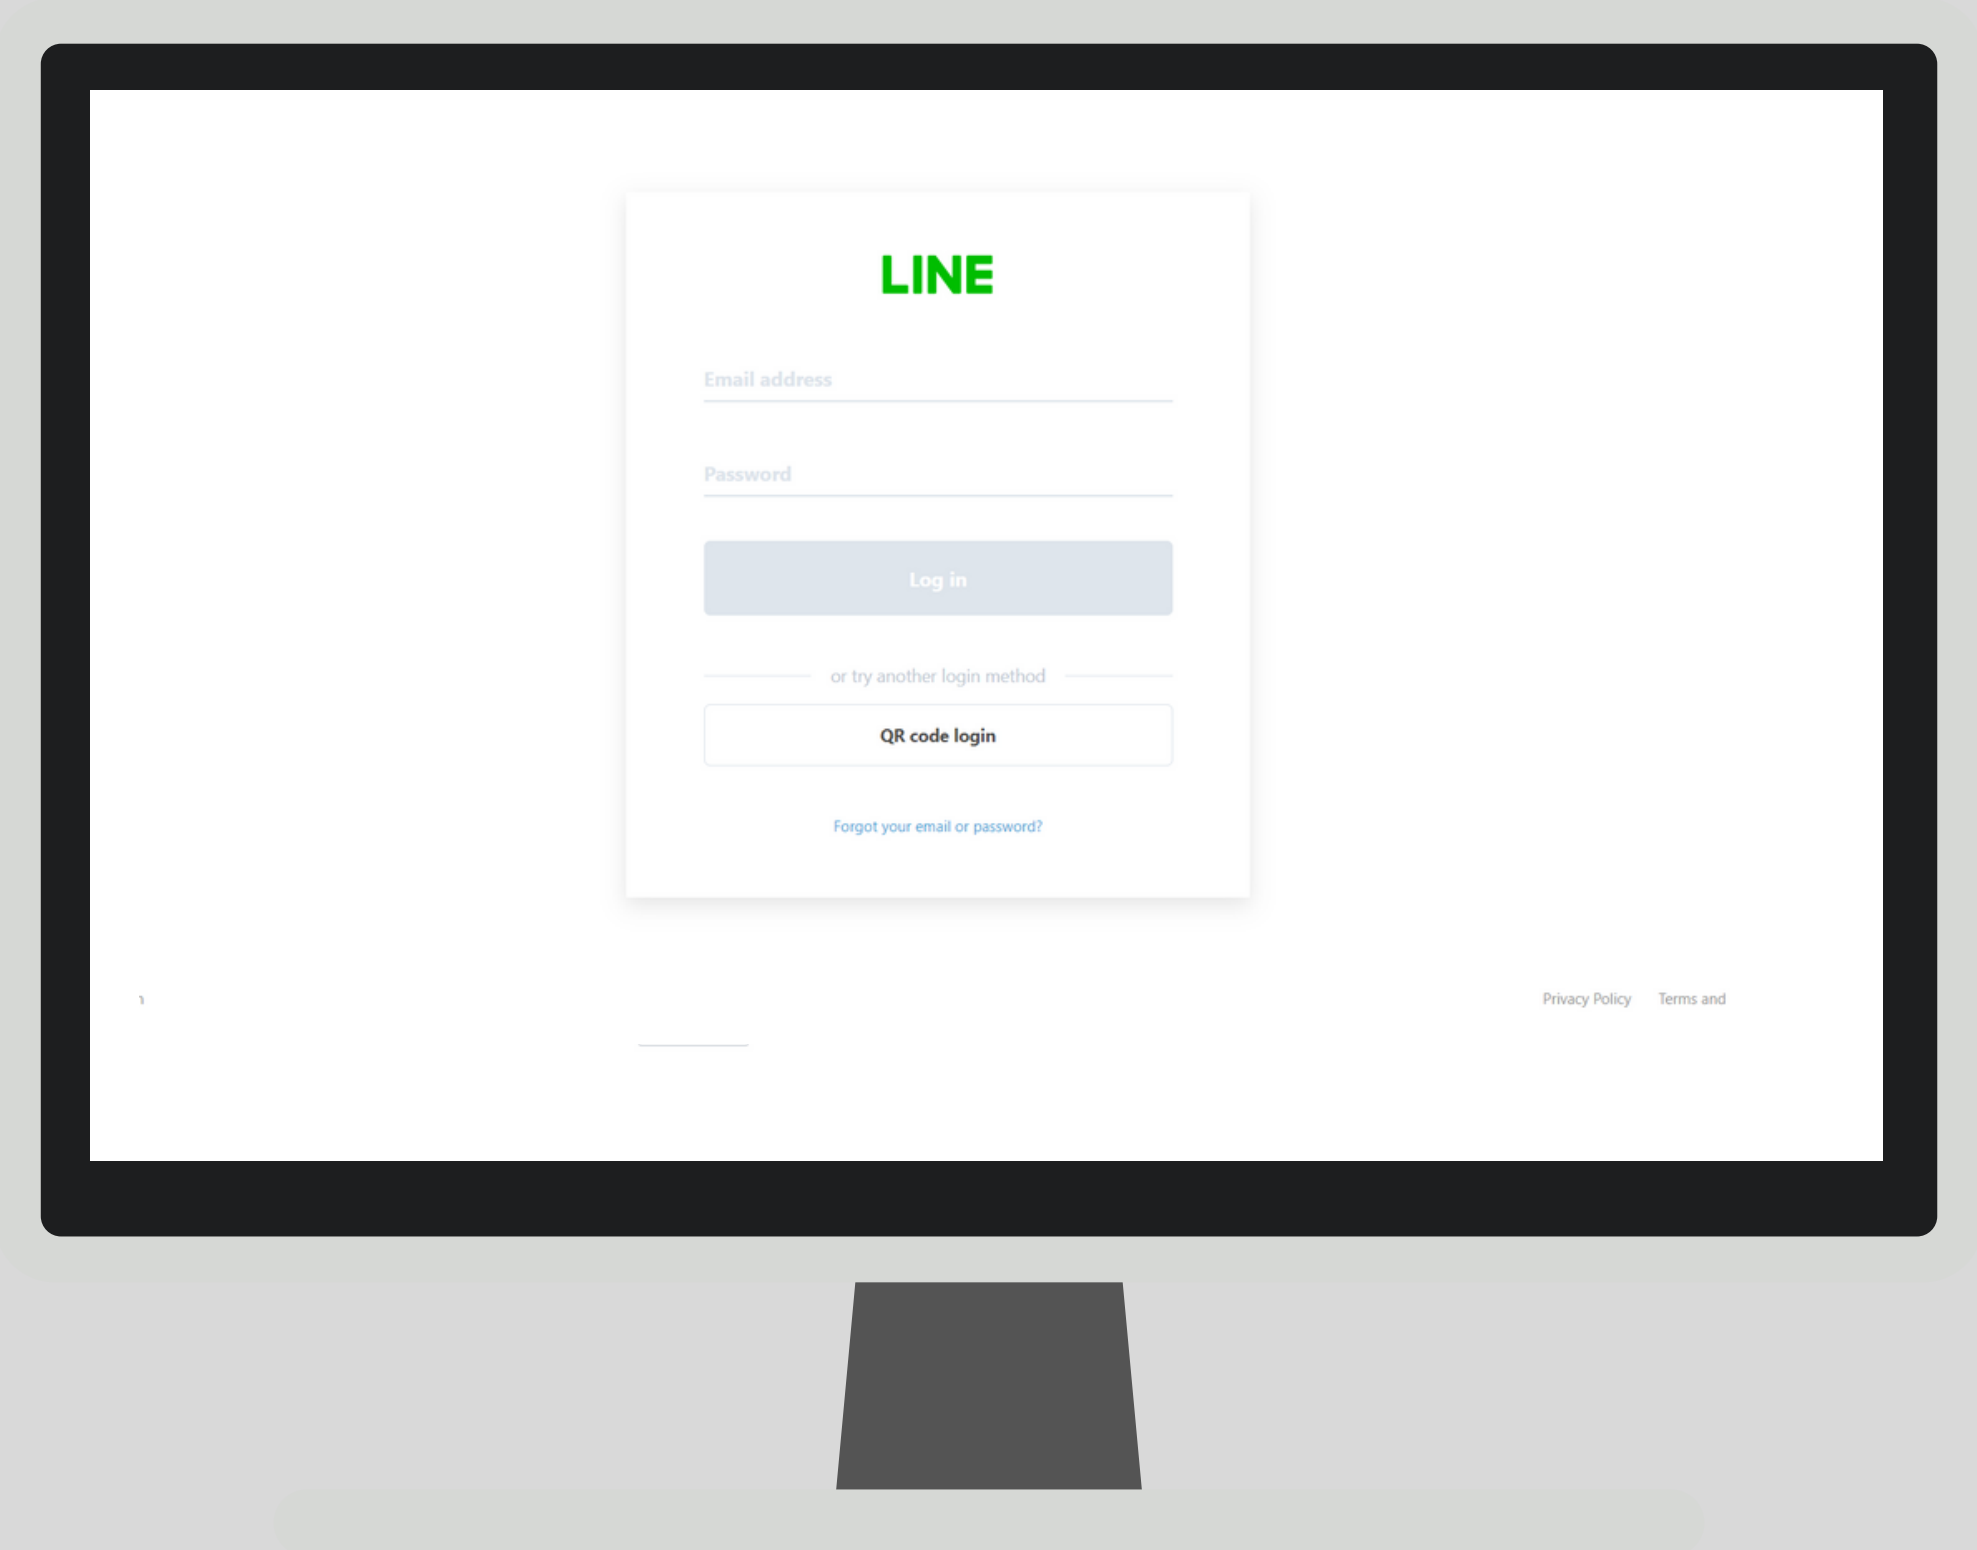 LINE
Email address
Password
Log in
or try another login method
QR code login
Forgot your email or password?
Privacy Policy Terms and